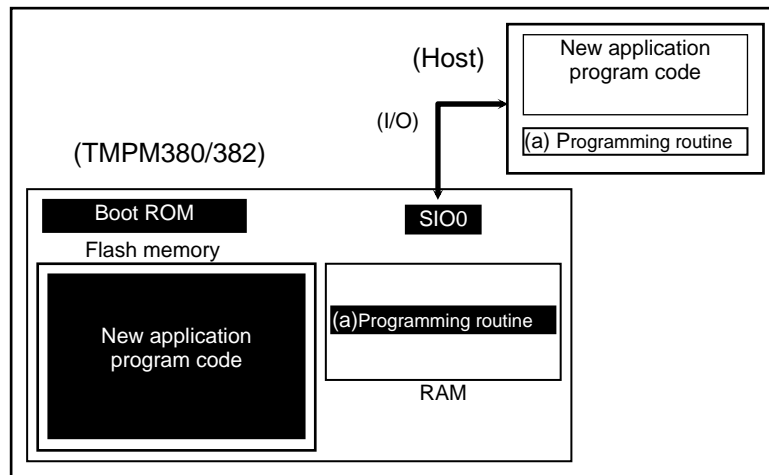 New application
program code
(Host)
(I/O)
(a) Programming routine
(TMPM380/382)
Boot ROM
SIO0
Flash memory
New application
program code
(a)Programming routine
RAM